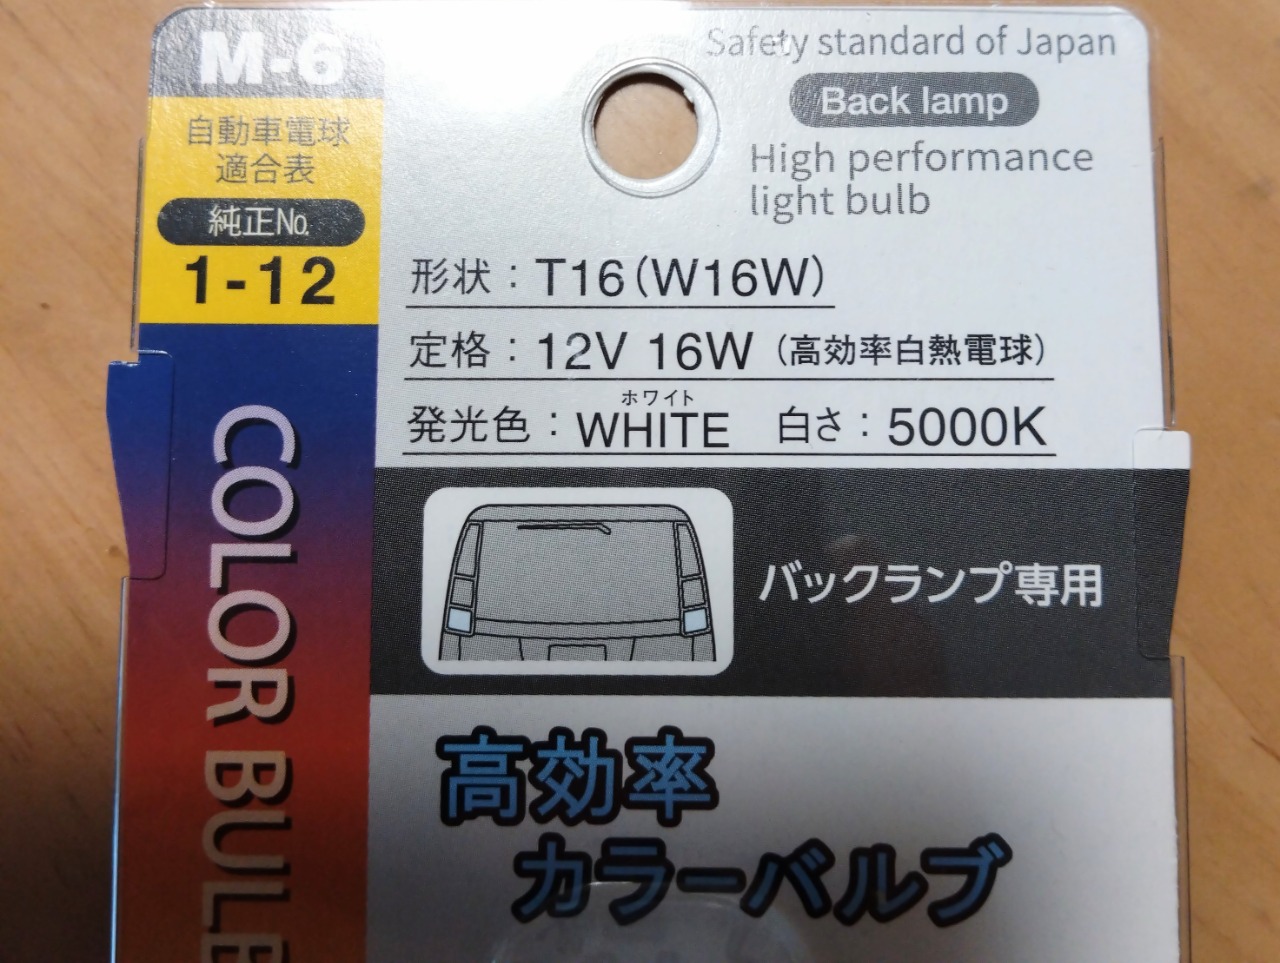 M-6
自動車電球
適合表
純正No.
1-12
COLOR BULB
Safety standard of Japan
Back lamp
High performance
light bulb
形状：T16（W16W）
定格：12V 16W（高効率白熱電球）
ホワイト
発光色：WHITE 白さ：5000K
バックランプ専用
高効率
カラーバルブ